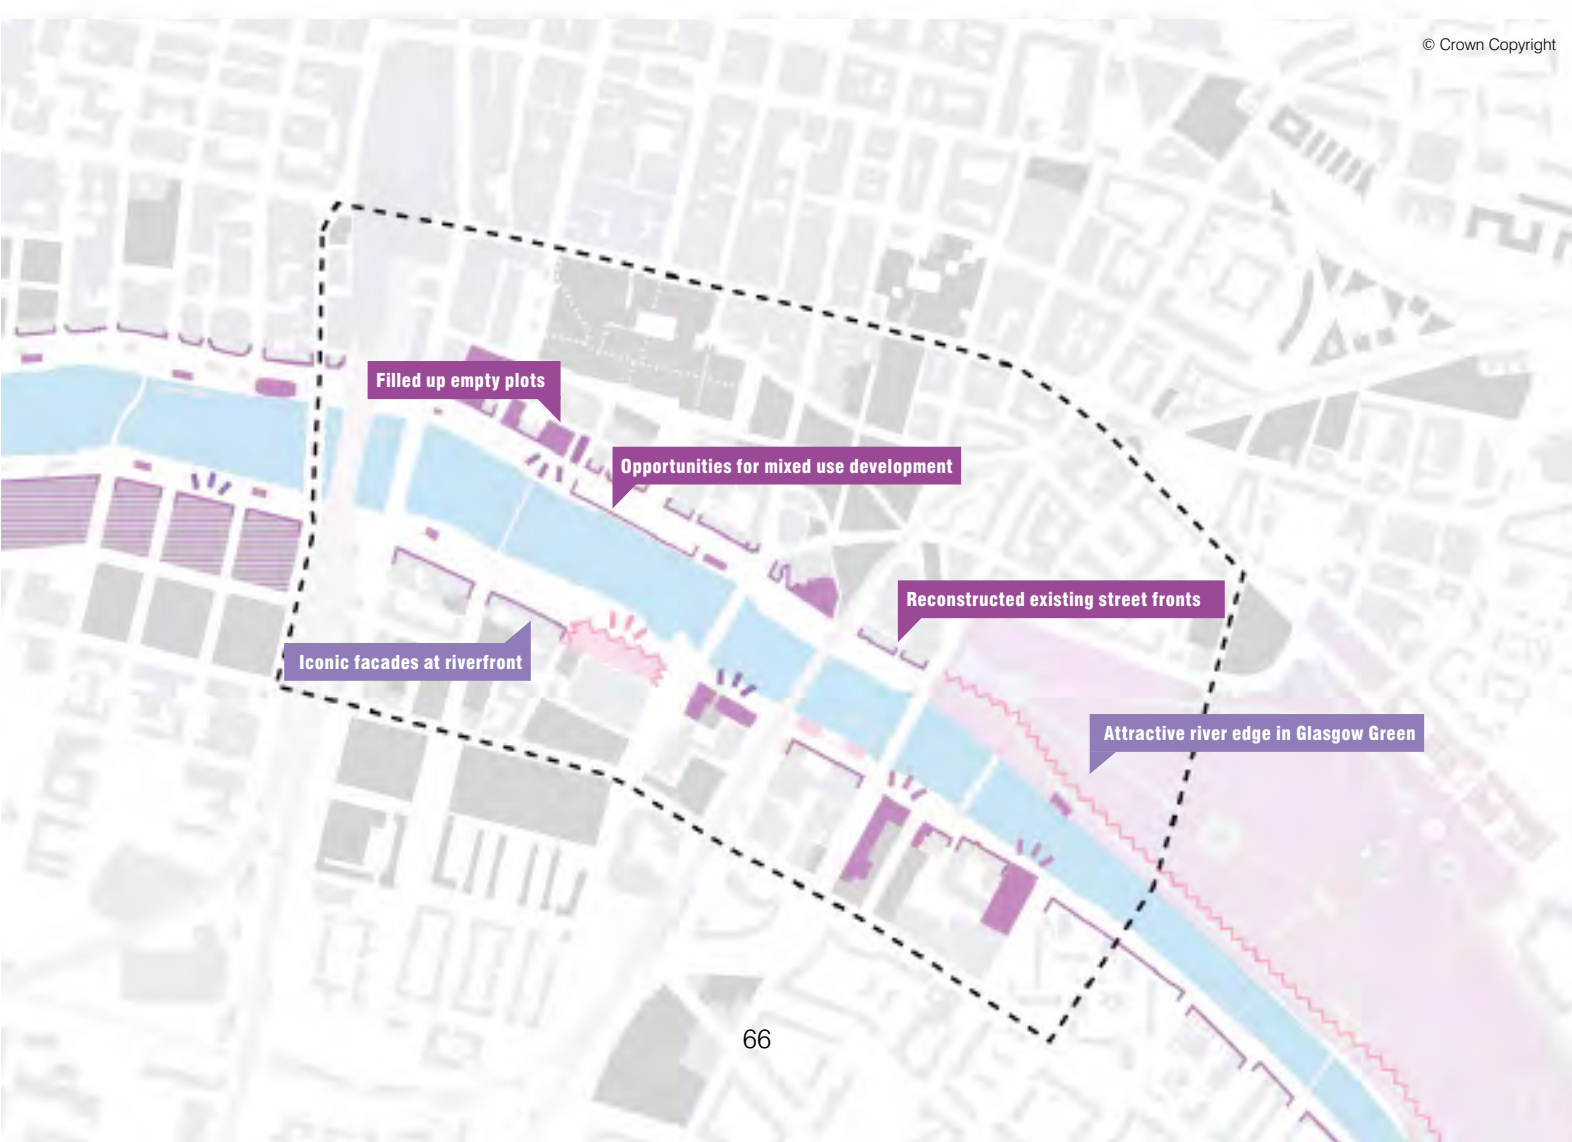 © Crown Copyright
Filled up empty plots
Opportunities for mixed use development
Reconstructed existing street fronts
Iconic facades at riverfront
Attractive river edge in Glasgow Green
66